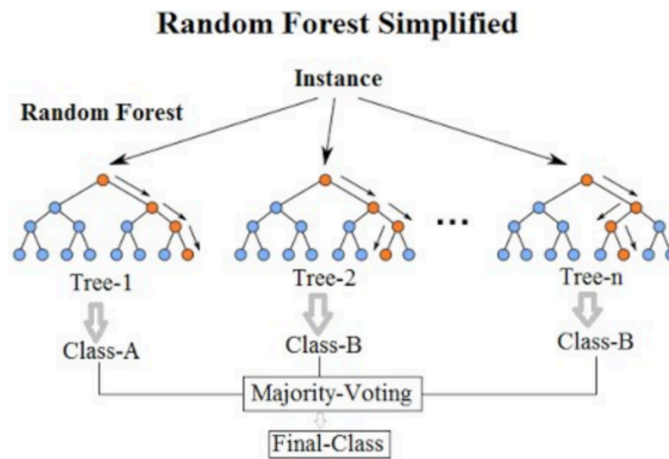 Random Forest Simplified
Instance
Random Forest
...
Tree-1 Tree-2 Tree-n
Class-A Class-B Class-B
Majority-Voting
Final-Class